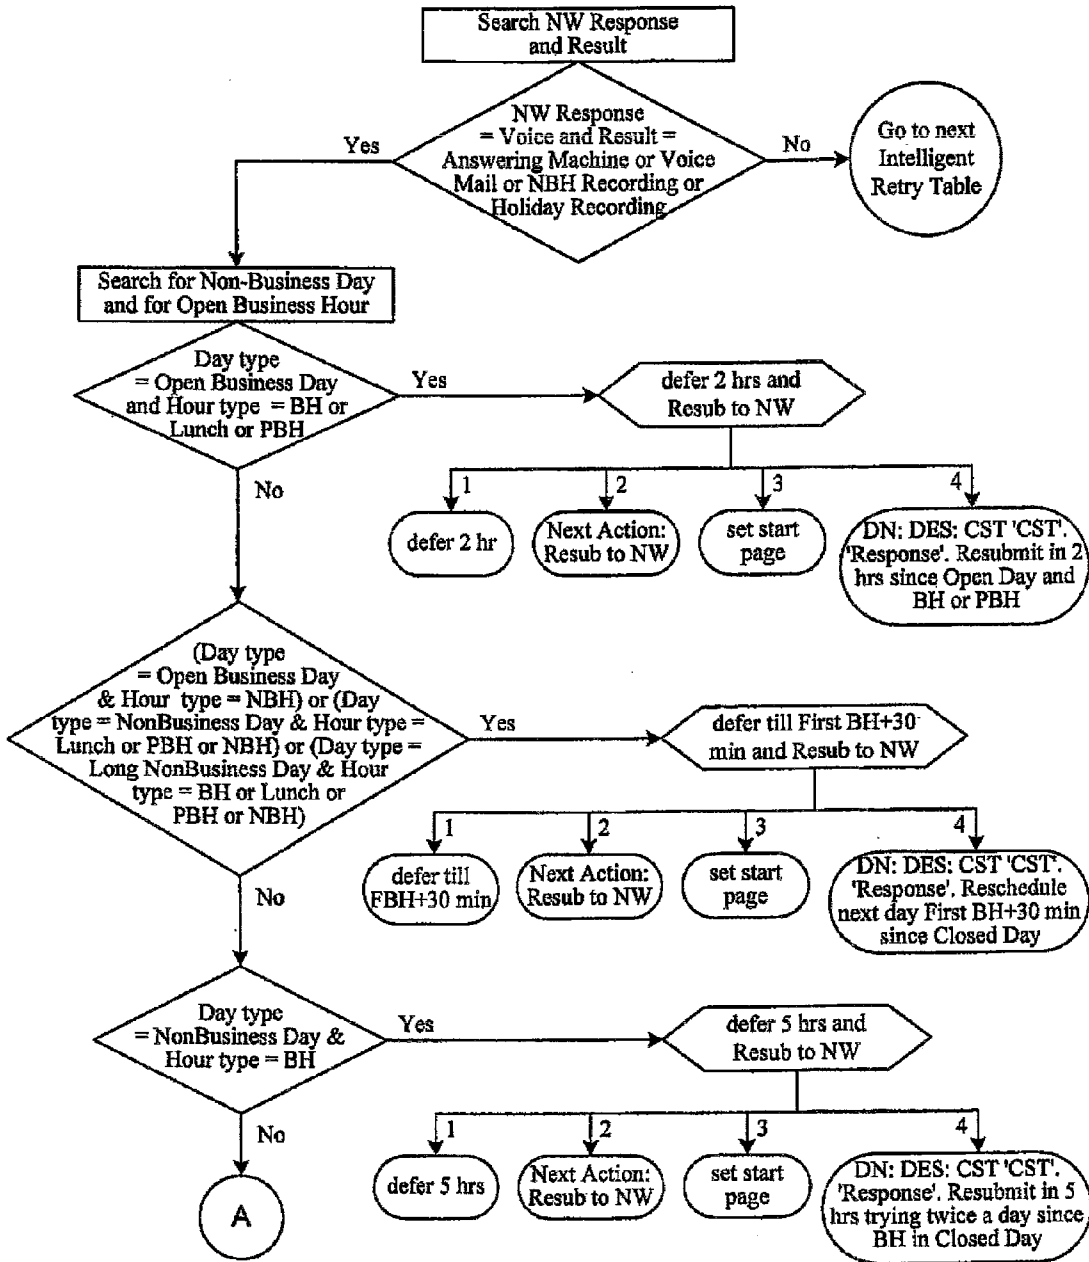 Search NW Response
and Result
NW Response
= Voice and Result =
Answering Machine or Voice
Mail or NBH Recording or
Holiday Recording
Yes
No
Go to next
Intelligent
Retry Table
Search for Non-Business Day
and for Open Business Hour
Day type
= Open Business Day
and Hour type = BH or
Lunch or PBH
Yes
defer 2 hrs and
Resub to NW
No
1
2
3
4
defer 2 hr
Next Action:
Resub to NW
set start
page
DN: DES: CST 'CST'.
'Response'. Resubmit in 2
hrs since Open Day and
BH or PBH
(Day type
= Open Business Day
& Hour type = NBH) or (Day
type = NonBusiness Day & Hour type =
Lunch or PBH or NBH) or (Day type =
Long NonBusiness Day & Hour
type = BH or Lunch or
PBH or NBH)
Yes
defer till First BH+30
min and Resub to NW
No
1
2
3
4
defer till
FBH+30 min
Next Action:
Resub to NW
set start
page
DN: DES: CST 'CST'.
'Response'. Reschedule
next day First BH+30 min
since Closed Day
Day type
= NonBusiness Day &
Hour type = BH
Yes
defer 5 hrs and
Resub to NW
No
1
2
3
4
defer 5 hrs
Next Action:
Resub to NW
set start
page
DN: DES: CST 'CST'.
'Response'. Resubmit in 5
hrs trying twice a day since
BH in Closed Day
A